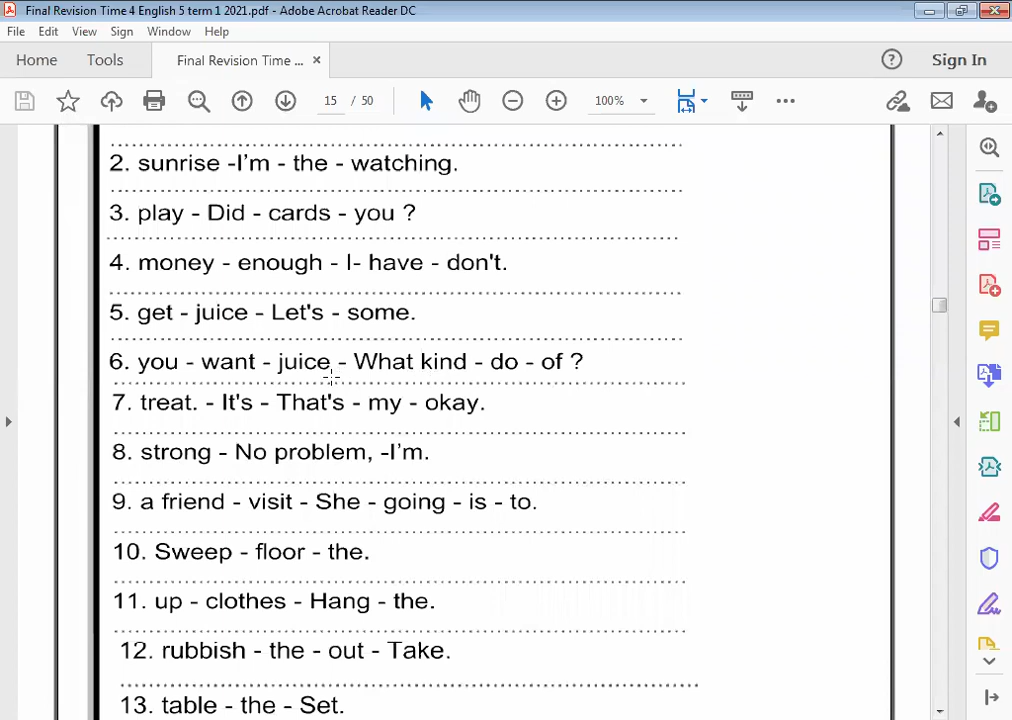 Final Revision Time 4 English 5 term 1 2021.pdf - Adobe Acrobat Reader DC
File Edit View Sign Window Help
Home Tools Final Revision Time ... × Sign In
15 / 50 100%
2. sunrise -I'm - the - watching.
3. play - Did - cards - you ?
4. money - enough - I- have - don't.
5. get - juice - Let's - some.
6. you - want - juice - What kind - do - of ?
7. treat. - It's - That's - my - okay.
8. strong - No problem, -I'm.
9. a friend - visit - She - going - is - to.
10. Sweep - floor - the.
11. up - clothes - Hang - the.
12. rubbish - the - out - Take.
13. table - the - Set.